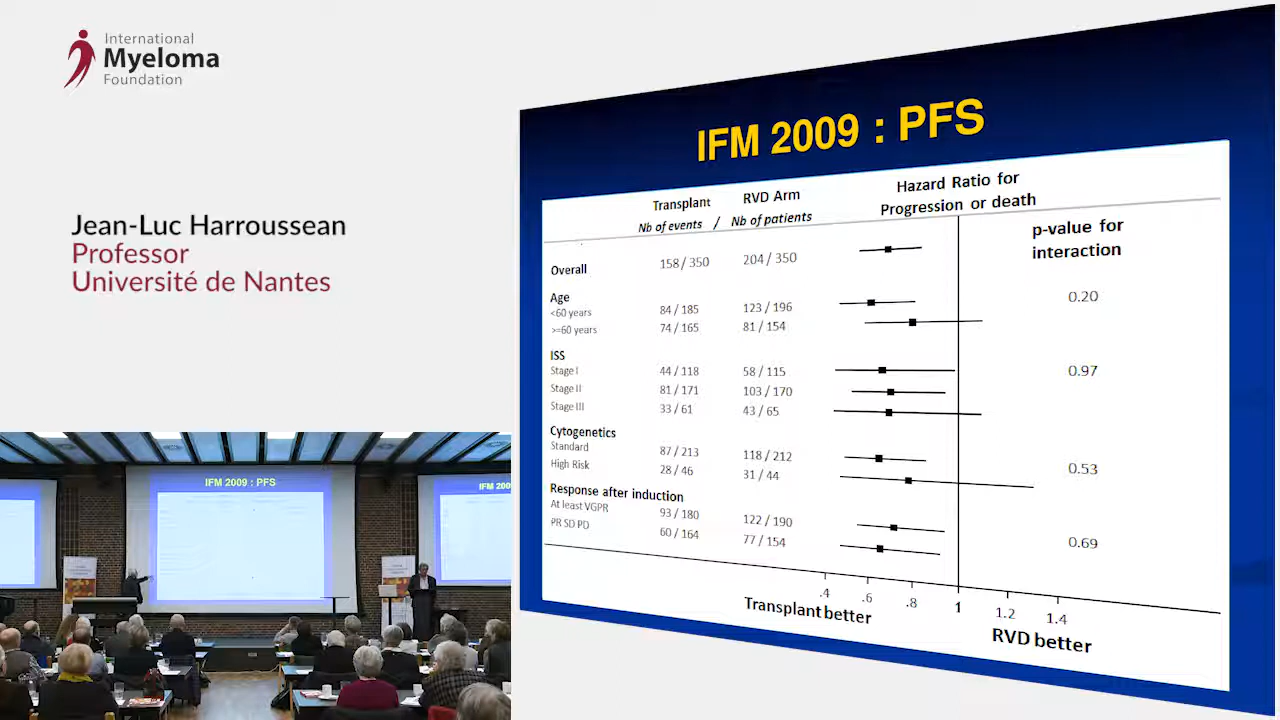 International
Myeloma
Foundation
Jean-Luc Harroussean
Professor
Université de Nantes
IFM 2009 : PFS
Transplant RVD Arm Hazard Ratio for
Nb of events / Nb of patients Progression or death
p-value for
interaction
Overall 158 / 350 204 / 350
Age 0.20
<60 years 84 / 185 123 / 196
>=60 years 74 / 165 81 / 154
ISS
Stage I 44 / 118 58 / 115 0.97
Stage II 81 / 171 103 / 170
Stage III 33 / 61 43 / 65
Cytogenetics
Standard 87 / 213 118 / 212 0.53
High Risk 28 / 46 31 / 44
Response after induction
At least VGPR 93 / 180 122 / 190
PR SD PD 60 / 164 77 / 154 0.69
.4 .6 .8 1 1.2 1.4
Transplant better RVD better
IFM 2009 : PFS
IFM 200